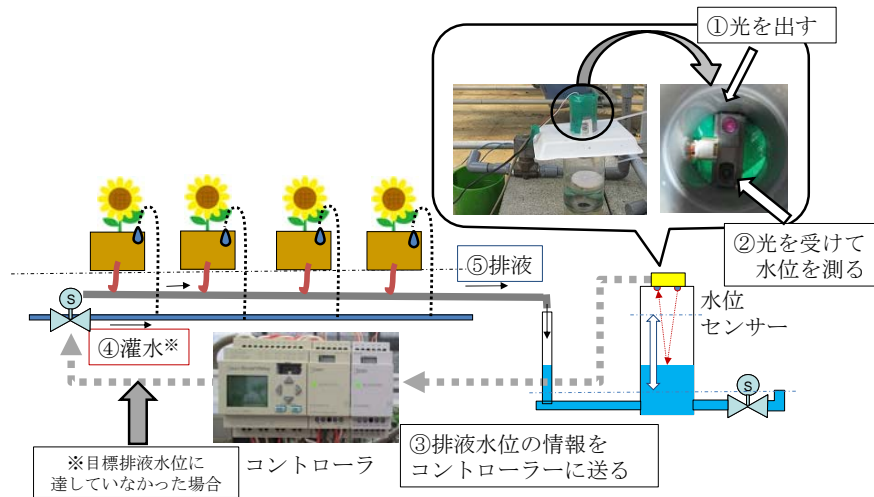 ①光を出す
②光を受けて
水位を測る
⑤排液
水位
センサー
S
④灌水※
S
※目標排液水位に
達していなかった場合
コントローラ
③排液水位の情報を
コントローラーに送る